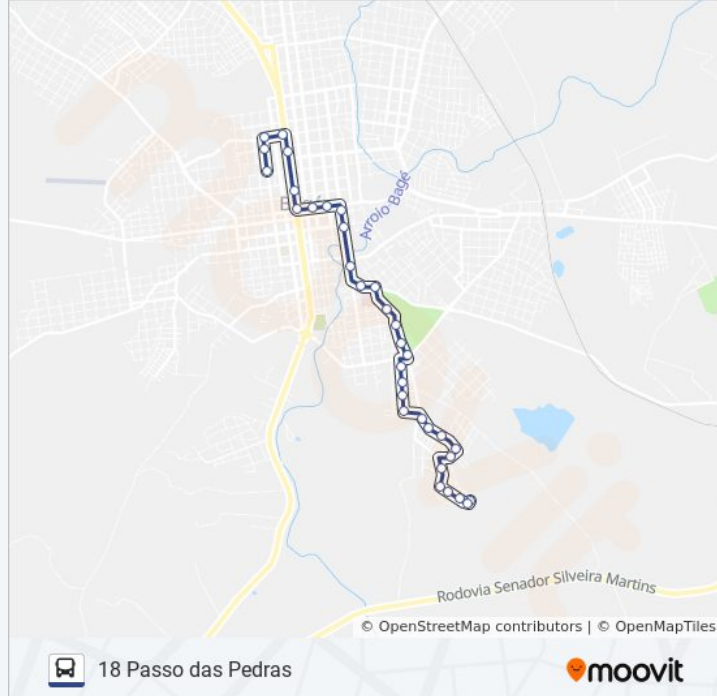 Arroio Bagé
Rodovia Senador Silveira Martins
© OpenStreetMap contributors | © OpenMapTiles
18 Passo das Pedras
moovit